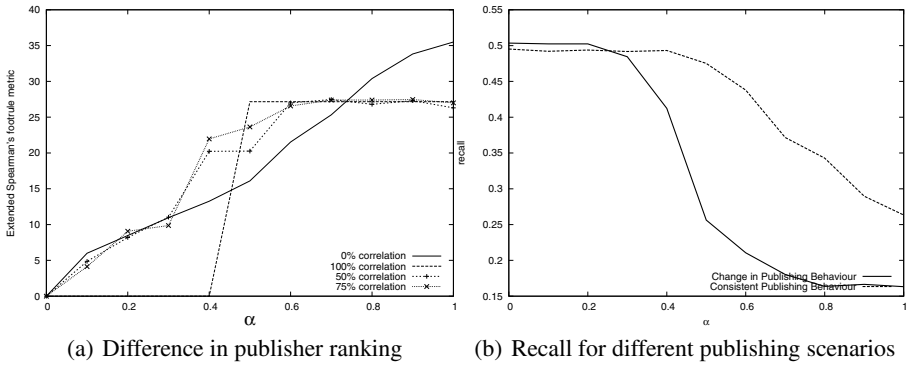 Extended Spearman's footrule metric
40
35
30
25
20
15
10
5
0
0
0.2
0.4
0.6
0.8
1
α
0% correlation
100% correlation
50% correlation
75% correlation
(a) Difference in publisher ranking
recall
0.55
0.5
0.45
0.4
0.35
0.3
0.25
0.2
0.15
0
0.2
0.4
0.6
0.8
1
α
Change in Publishing Behaviour
Consistent Publishing Behaviour
(b) Recall for different publishing scenarios